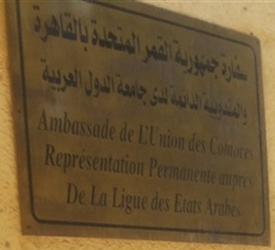 سفارة جمهورية القمر المتحدة بالقاهرة
والمندوبية الدائمة لدى جامعة الدول العربية
Ambassade de L'Union des Comores
Représentation Permanente auprès
De La Ligue des Etats Arabes